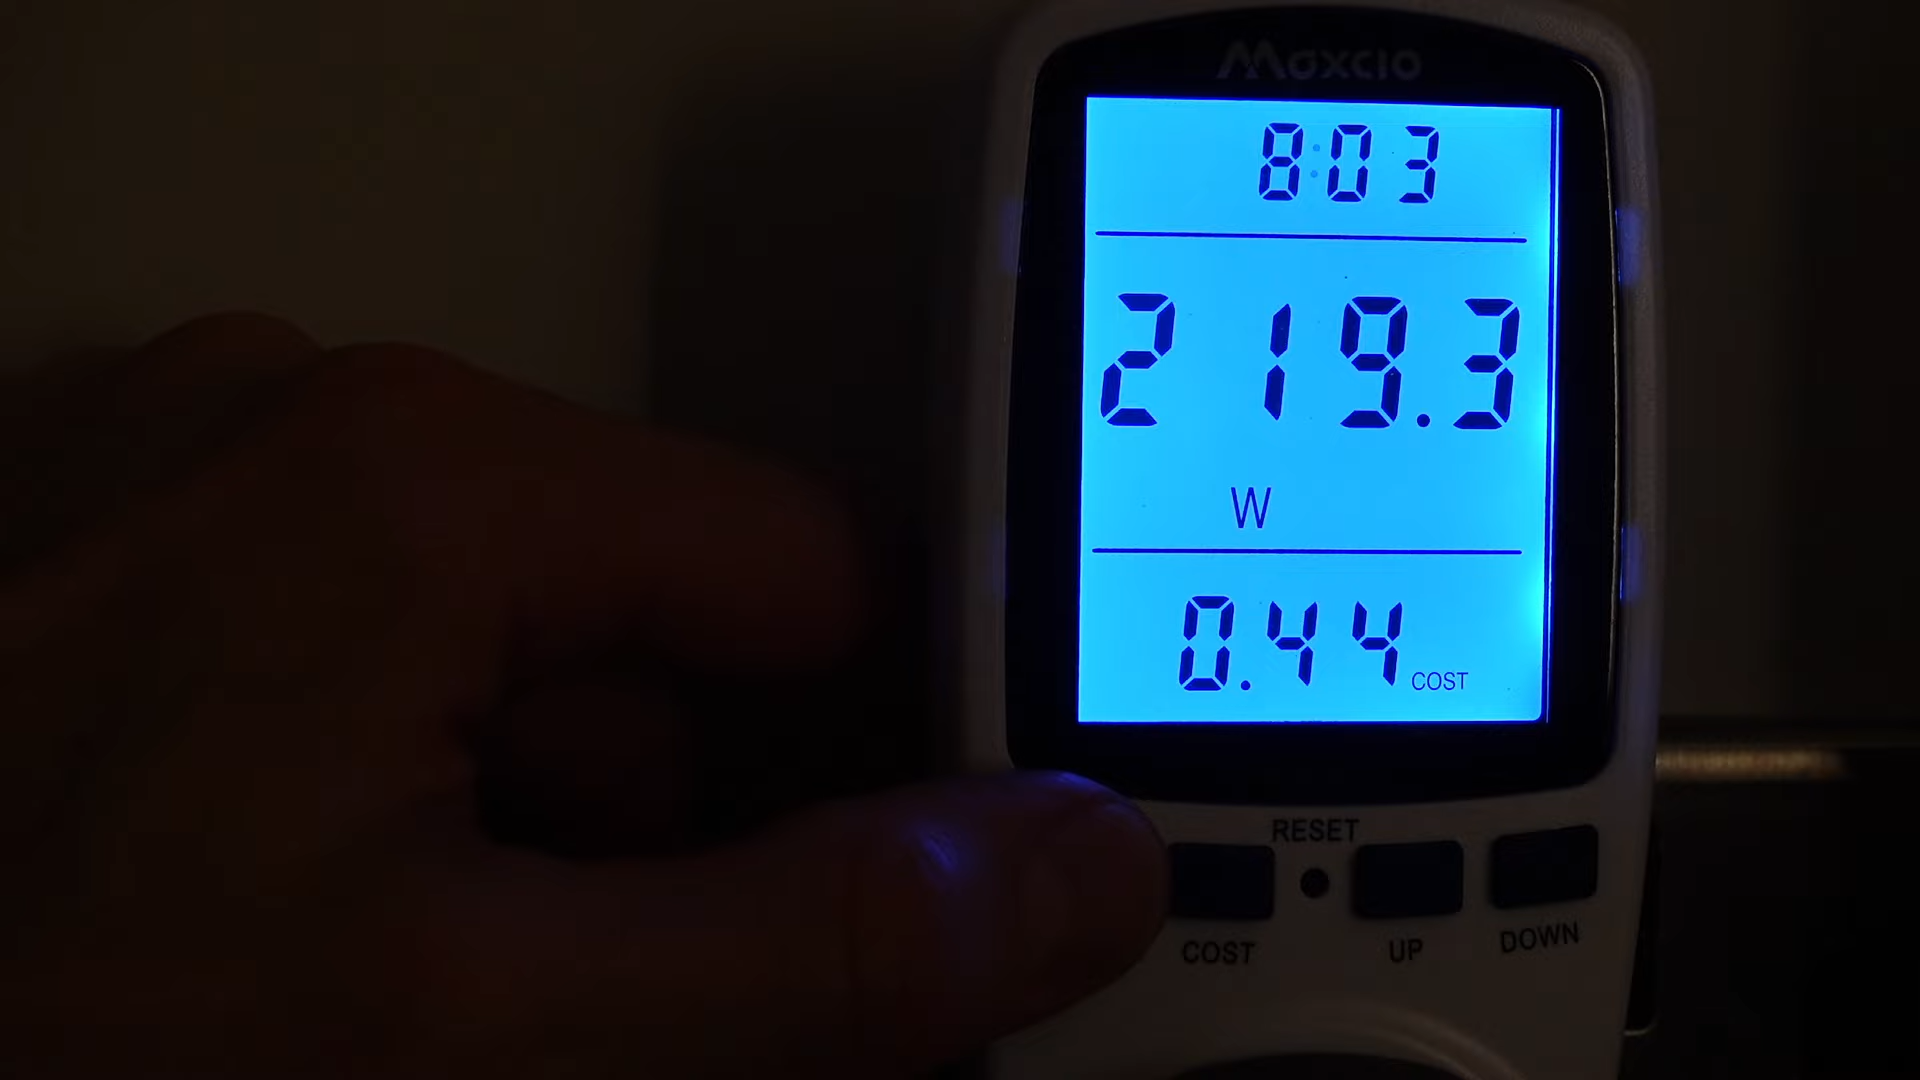 Maxcio
8:03
219.3
W
0.44 COST
RESET
COST UP DOWN